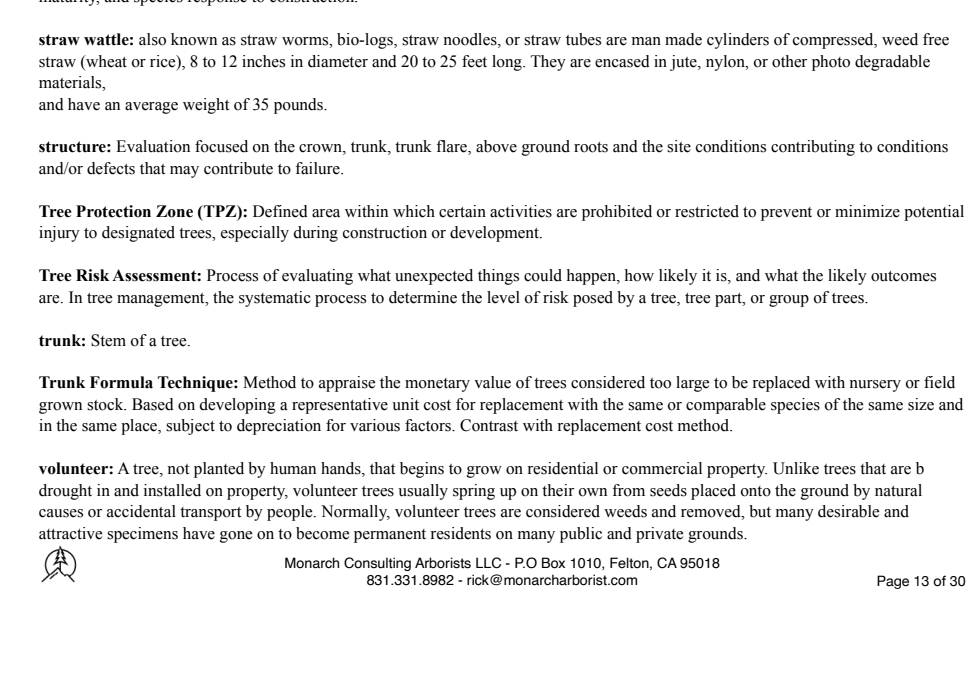 maturity, and species response to construction.
straw wattle: also known as straw worms, bio-logs, straw noodles, or straw tubes are man made cylinders of compressed, weed free
straw (wheat or rice), 8 to 12 inches in diameter and 20 to 25 feet long. They are encased in jute, nylon, or other photo degradable
materials,
and have an average weight of 35 pounds.
structure: Evaluation focused on the crown, trunk, trunk flare, above ground roots and the site conditions contributing to conditions
and/or defects that may contribute to failure.
Tree Protection Zone (TPZ): Defined area within which certain activities are prohibited or restricted to prevent or minimize potential
injury to designated trees, especially during construction or development.
Tree Risk Assessment: Process of evaluating what unexpected things could happen, how likely it is, and what the likely outcomes
are. In tree management, the systematic process to determine the level of risk posed by a tree, tree part, or group of trees.
trunk: Stem of a tree.
Trunk Formula Technique: Method to appraise the monetary value of trees considered too large to be replaced with nursery or field
grown stock. Based on developing a representative unit cost for replacement with the same or comparable species of the same size and
in the same place, subject to depreciation for various factors. Contrast with replacement cost method.
volunteer: A tree, not planted by human hands, that begins to grow on residential or commercial property. Unlike trees that are b
drought in and installed on property, volunteer trees usually spring up on their own from seeds placed onto the ground by natural
causes or accidental transport by people. Normally, volunteer trees are considered weeds and removed, but many desirable and
attractive specimens have gone on to become permanent residents on many public and private grounds.
Monarch Consulting Arborists LLC - P.O Box 1010, Felton, CA 95018
831.331.8982 - rick@monarcharborist.com
Page 13 of 30